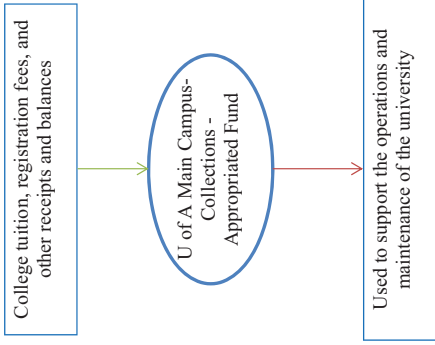 College tuition, registration fees, and
other receipts and balances
U of A Main Campus-
Collections -
Appropriated Fund
Used to support the operations and
maintenance of the university